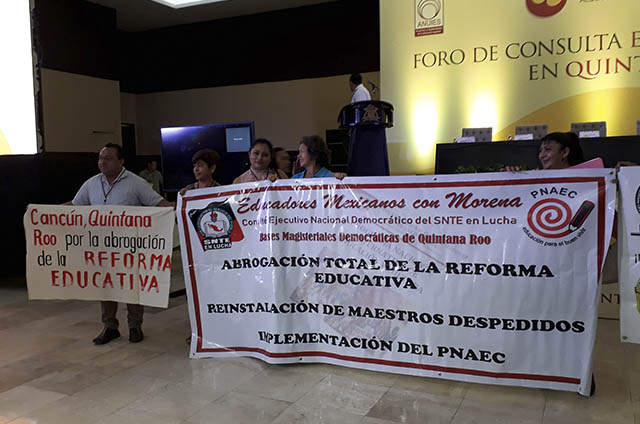 ANUIES
FORO DE CONSULTA E
EN QUINT
Cancún, Quintana
Roo por la abrogación
de la REFORMA
EDUCATIVA
Educadores Mexicanos con Morena
Comité Ejecutivo Nacional Democrático del SNTE en Lucha
Bases Magisteriales Democráticas de Quintana Roo
SNTE
EN LUCHA
PNAEC
educación para el buen vivir
ABROGACIÓN TOTAL DE LA REFORMA
EDUCATIVA
REINSTALACIÓN DE MAESTROS DESPEDIDOS
IMPLEMENTACIÓN DEL PNAEC